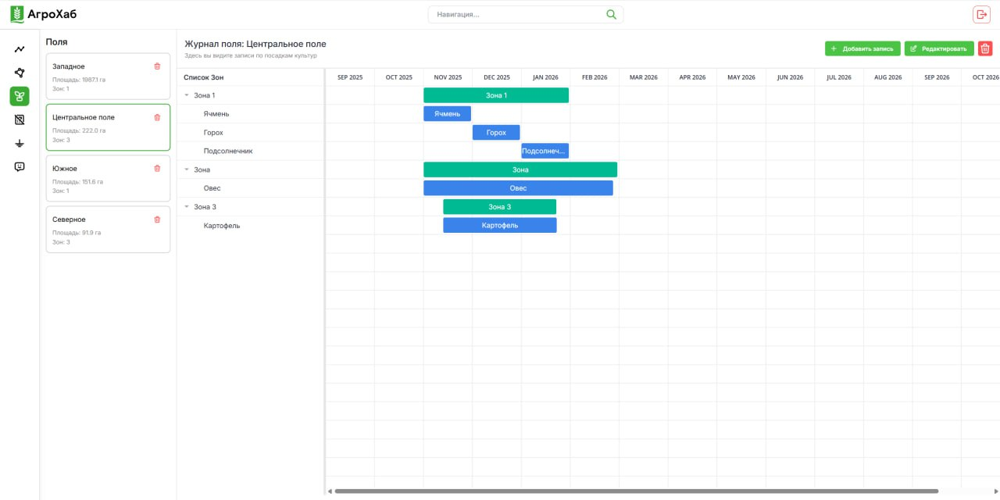 АгроХаб
Навигация...
Поля
Западное
Площадь: 1987.1 га
Зон: 1
Центральное поле
Площадь: 222.0 га
Зон: 3
Южное
Площадь: 151.6 га
Зон: 1
Северное
Площадь: 91.9 га
Зон: 3
Журнал поля: Центральное поле
Здесь вы видите записи по посадкам культур
Добавить запись
Редактировать
Список Зон
SEP 2025 OCT 2025 NOV 2025 DEC 2025 JAN 2026 FEB 2026 MAR 2026 APR 2026 MAY 2026 JUN 2026 JUL 2026 AUG 2026 SEP 2026 OCT 2026
Зона 1 Зона 1
Ячмень Ячмень
Горох Горох
Подсолнечник Подсолнеч...
Зона Зона
Овес Овес
Зона 3 Зона 3
Картофель Картофель